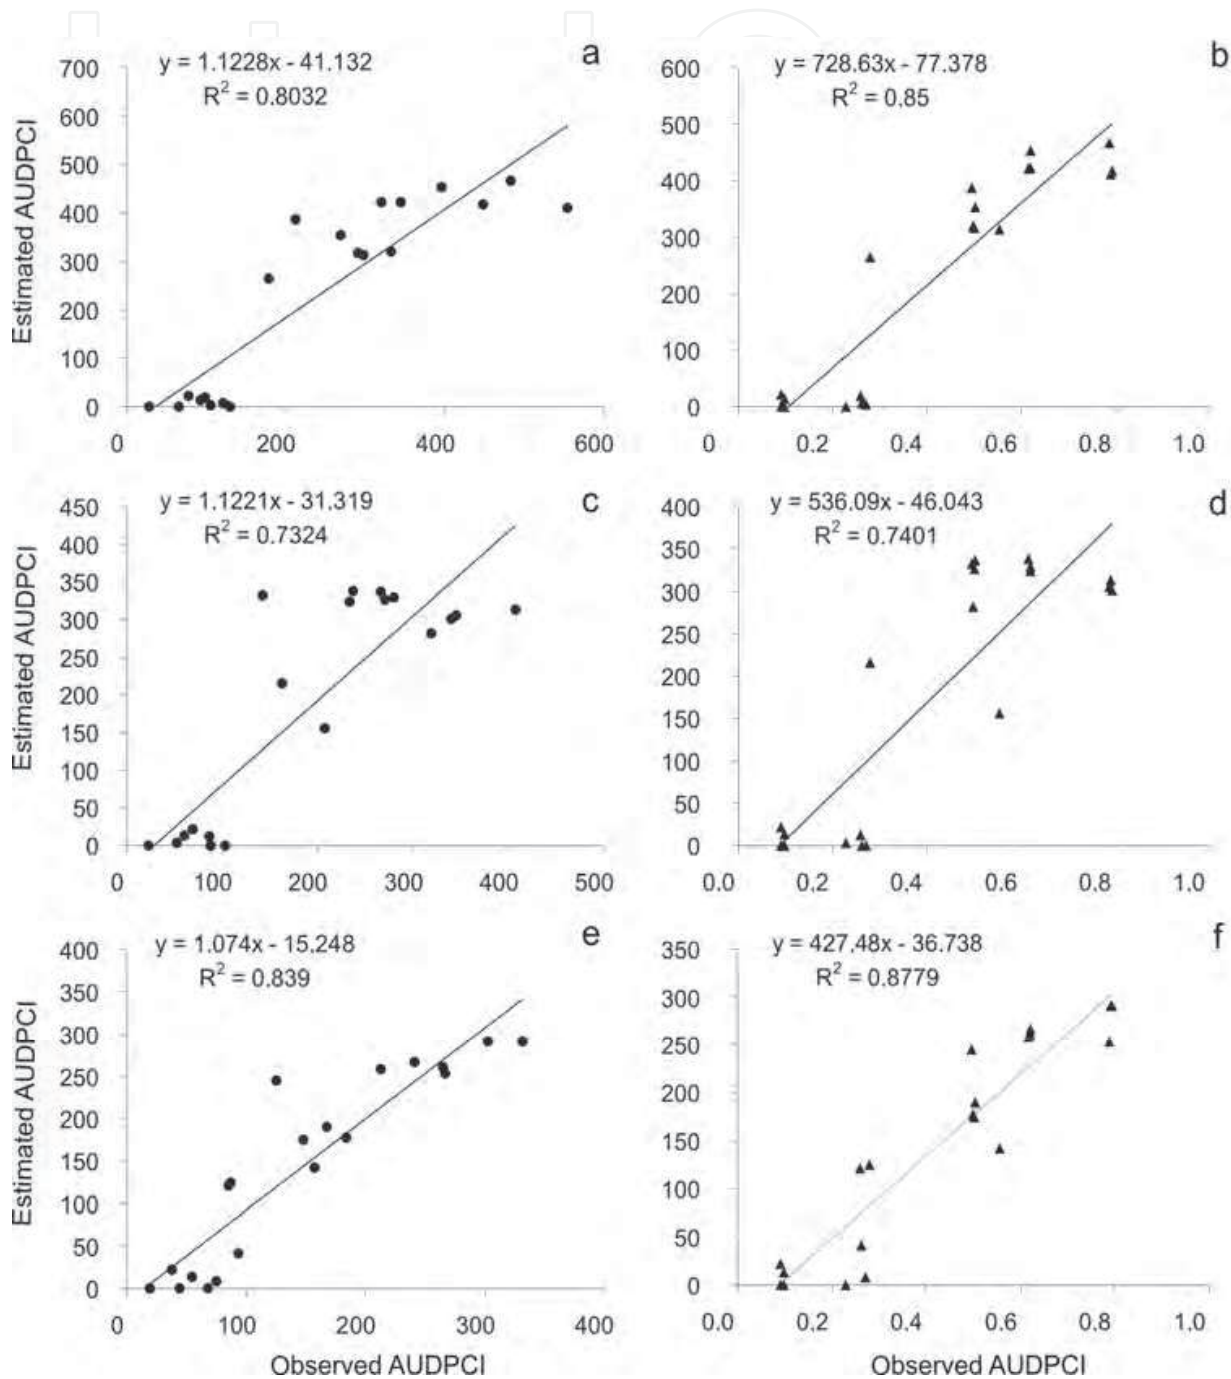 a
y = 1.1228x - 41.132
R² = 0.8032
700
600
500
400
300
200
100
0
0 200 400 600
Estimated AUDPCI
b
y = 728.63x - 77.378
R² = 0.85
600
500
400
300
200
100
0
0. 0.2 0.4 0.6 0.8 1.0
c
y = 1.1221x - 31.319
R² = 0.7324
450
400
350
300
250
200
150
100
50
0
0 100 200 300 400 500
Estimated AUDPCI
d
y = 536.09x - 46.043
R² = 0.7401
400
350
300
250
200
150
100
50
0
0.0 0.2 0.4 0.6 0.8 1.0
e
y = 1.074x - 15.248
R² = 0.839
400
350
300
250
200
150
100
50
0
0 100 200 300 400
Estimated AUDPCI
Observed AUDPCI
f
y = 427.48x - 36.738
R² = 0.8779
350
300
250
200
150
100
50
0
0.0 0.2 0.4 0.6 0.8 1.0
Observed AUDPCI